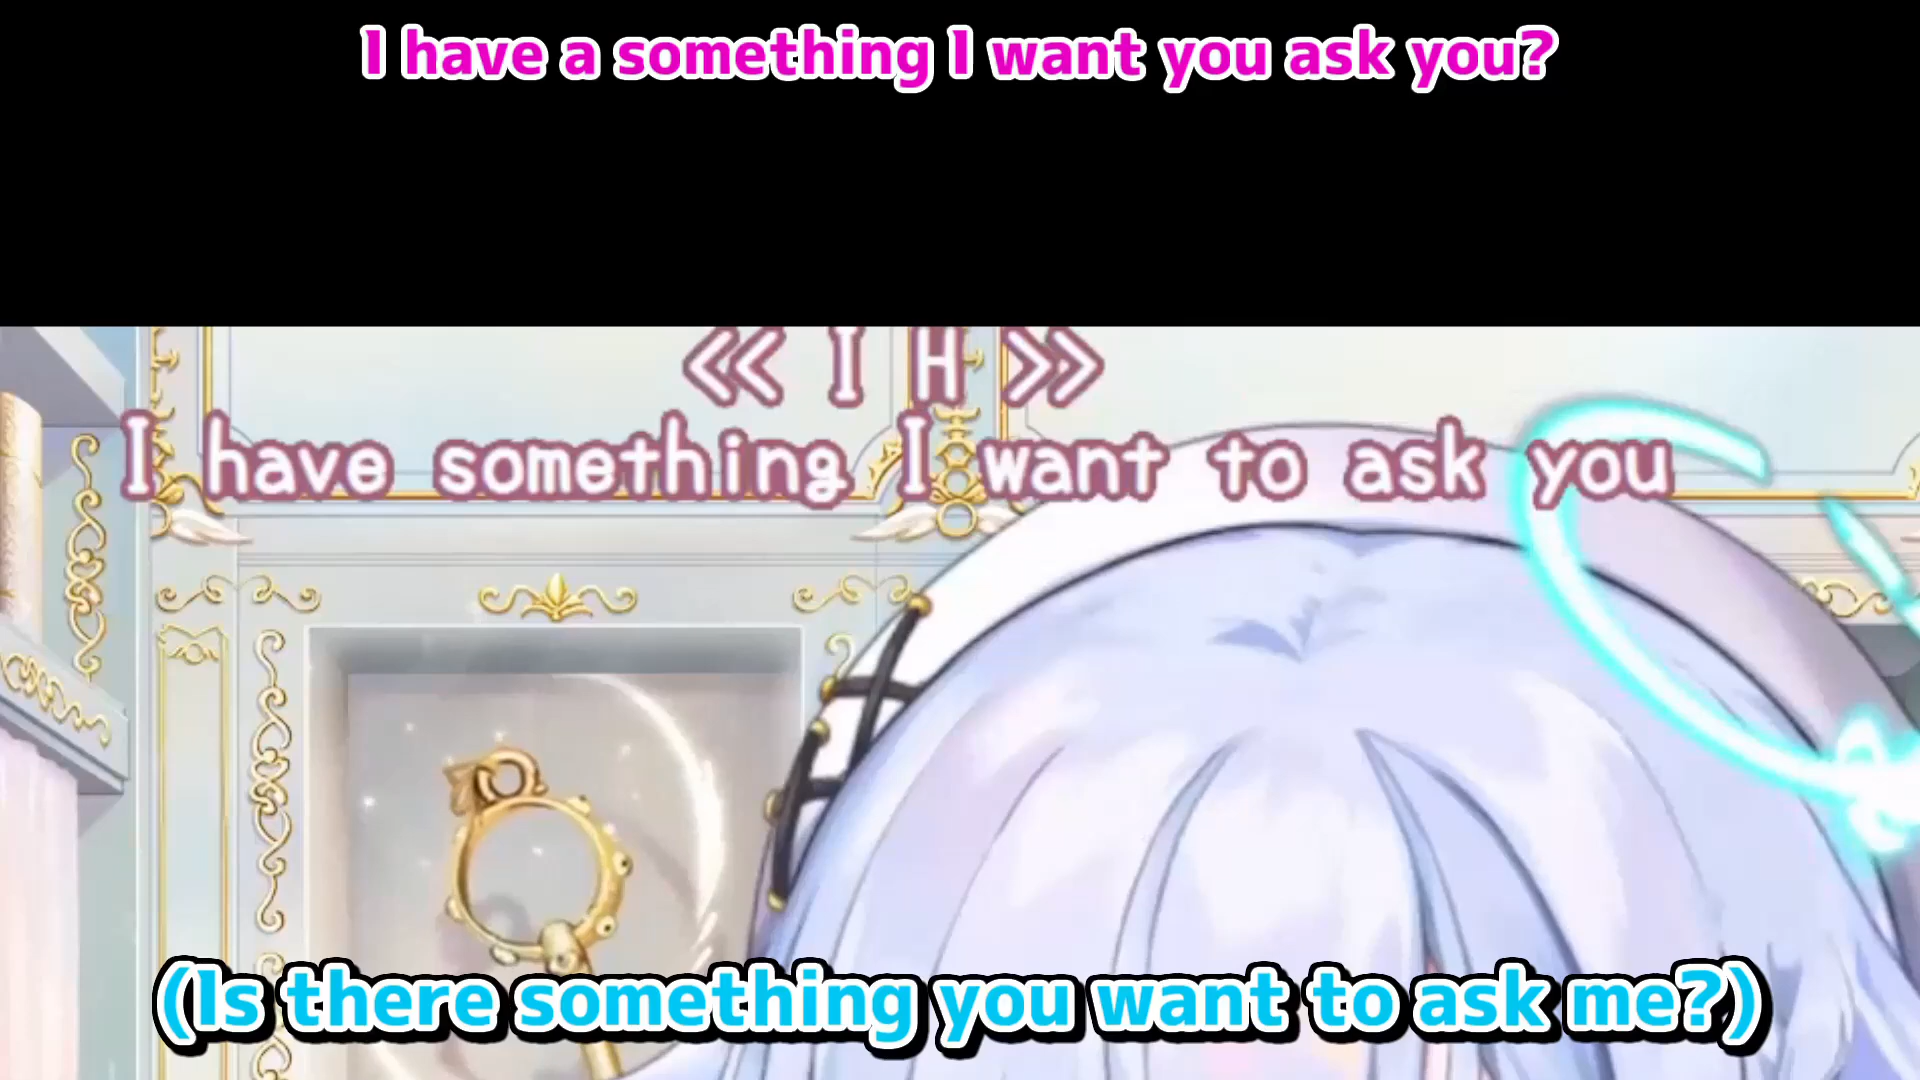 I have a something I want you ask you?
<< I H >>
I have something I want to ask you
(Is there something you want to ask me?)